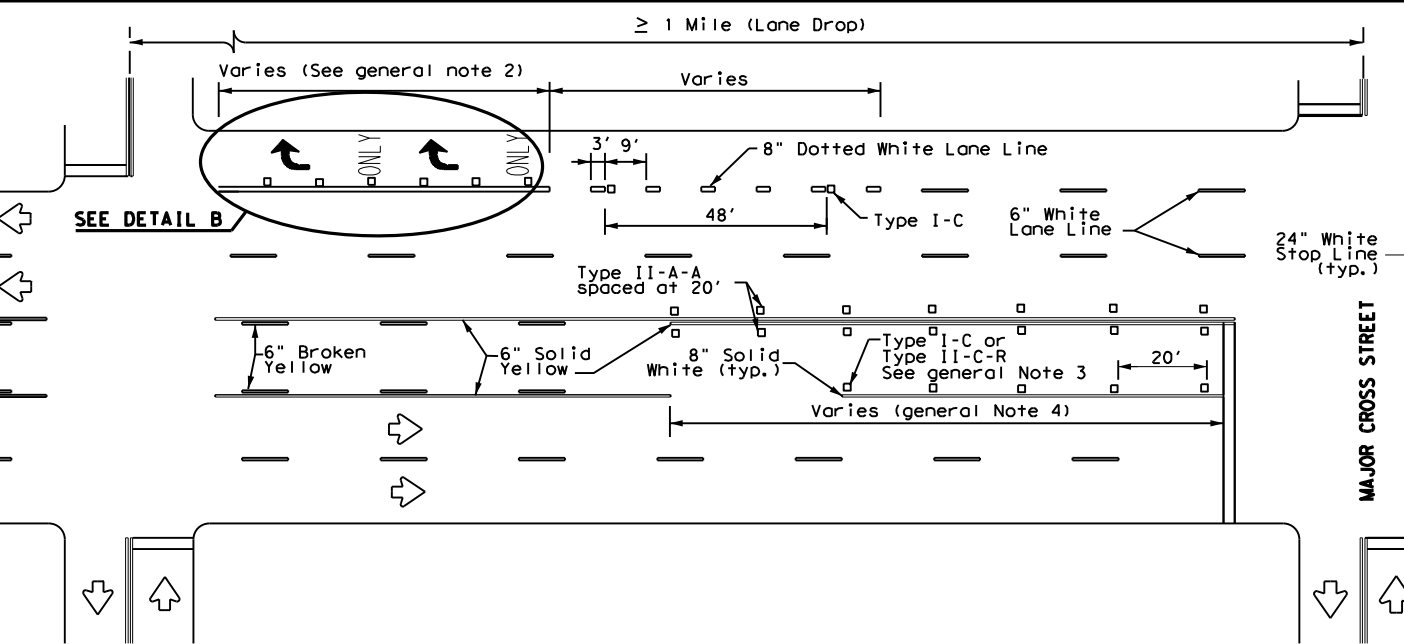 ≥ 1 Mile (Lane Drop)
Varies (See general note 2)
Varies
ONLY
ONLY
3' 9'
8" Dotted White Lane Line
SEE DETAIL B
48'
Type I-C
6" White
Lane Line
24" White
Stop Line
(typ.)
Type II-A-A
spaced at 20'
6" Broken
Yellow
6" Solid
Yellow
8" Solid
White (typ.)
Type I-C or
Type II-C-R
See general Note 3
20'
Varies (general Note 4)
MAJOR CROSS STREET